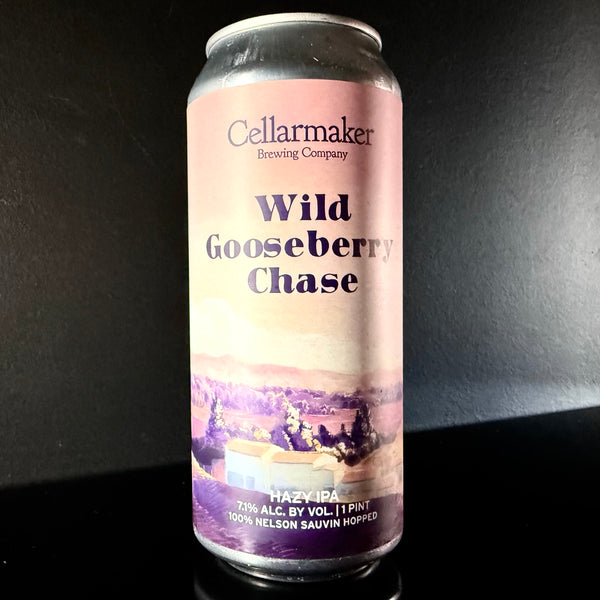 Cellarmaker
Brewing Company
Wild
Gooseberry
Chase
HAZY IPA
7.1% ALC. BY VOL. | 1 PINT
100% NELSON SAUVIN HOPPED